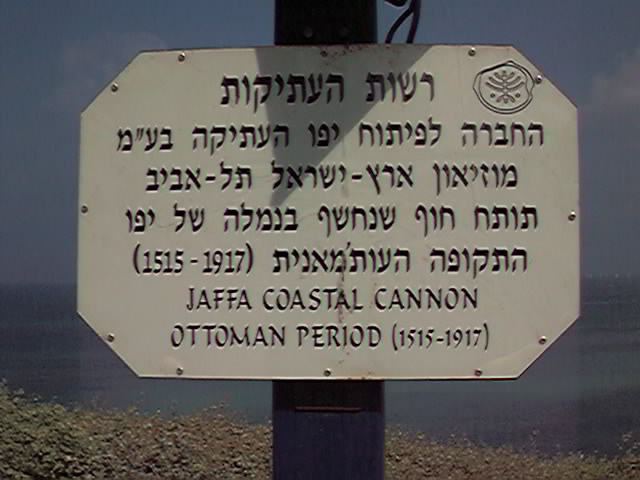 רשות העתיקות
החברה לפיתוח יפו העתיקה בע"מ
מוזיאון ארץ-ישראל תל-אביב
תותח חוף שנחשף בנמלה של יפו
התקופה העות'מאנית (1515-1917)
JAFFA COASTAL CANNON
OTTOMAN PERIOD (1515-1917)